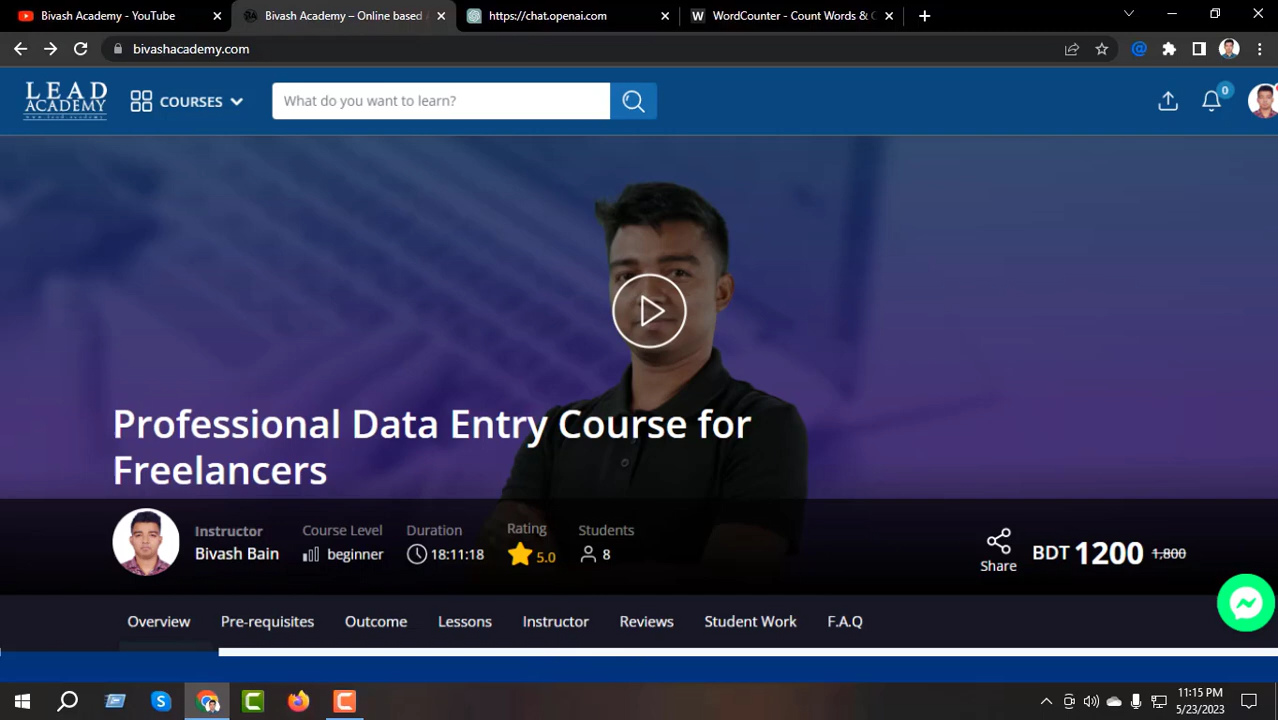 Bivash Academy - YouTube
Bivash Academy – Online based
https://chat.openai.com
WordCounter - Count Words & C
bivashacademy.com
LEAD
ACADEMY
COURSES
What do you want to learn?
0
Professional Data Entry Course for
Freelancers
Instructor
Bivash Bain
Course Level
beginner
Duration
18:11:18
Rating
5.0
Students
8
Share
BDT 1200 1,800
Overview
Pre-requisites
Outcome
Lessons
Instructor
Reviews
Student Work
F.A.Q
11:15 PM
5/23/2023